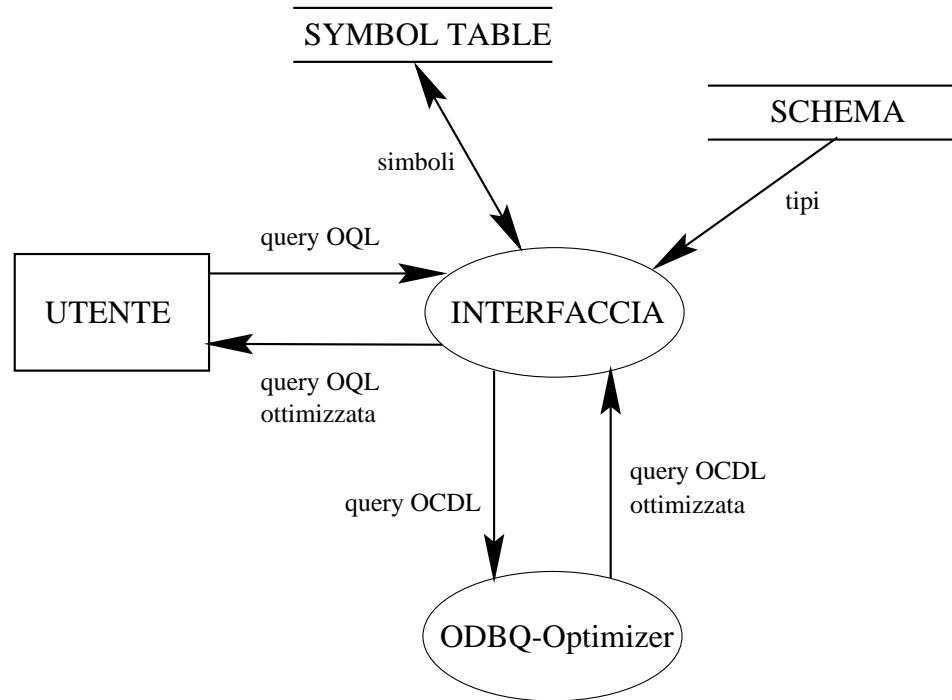 SYMBOL TABLE
SCHEMA
simboli
tipi
query OQL
UTENTE
INTERFACCIA
query OQL
ottimizzata
query OCDL
query OCDL
ottimizzata
ODBQ-Optimizer